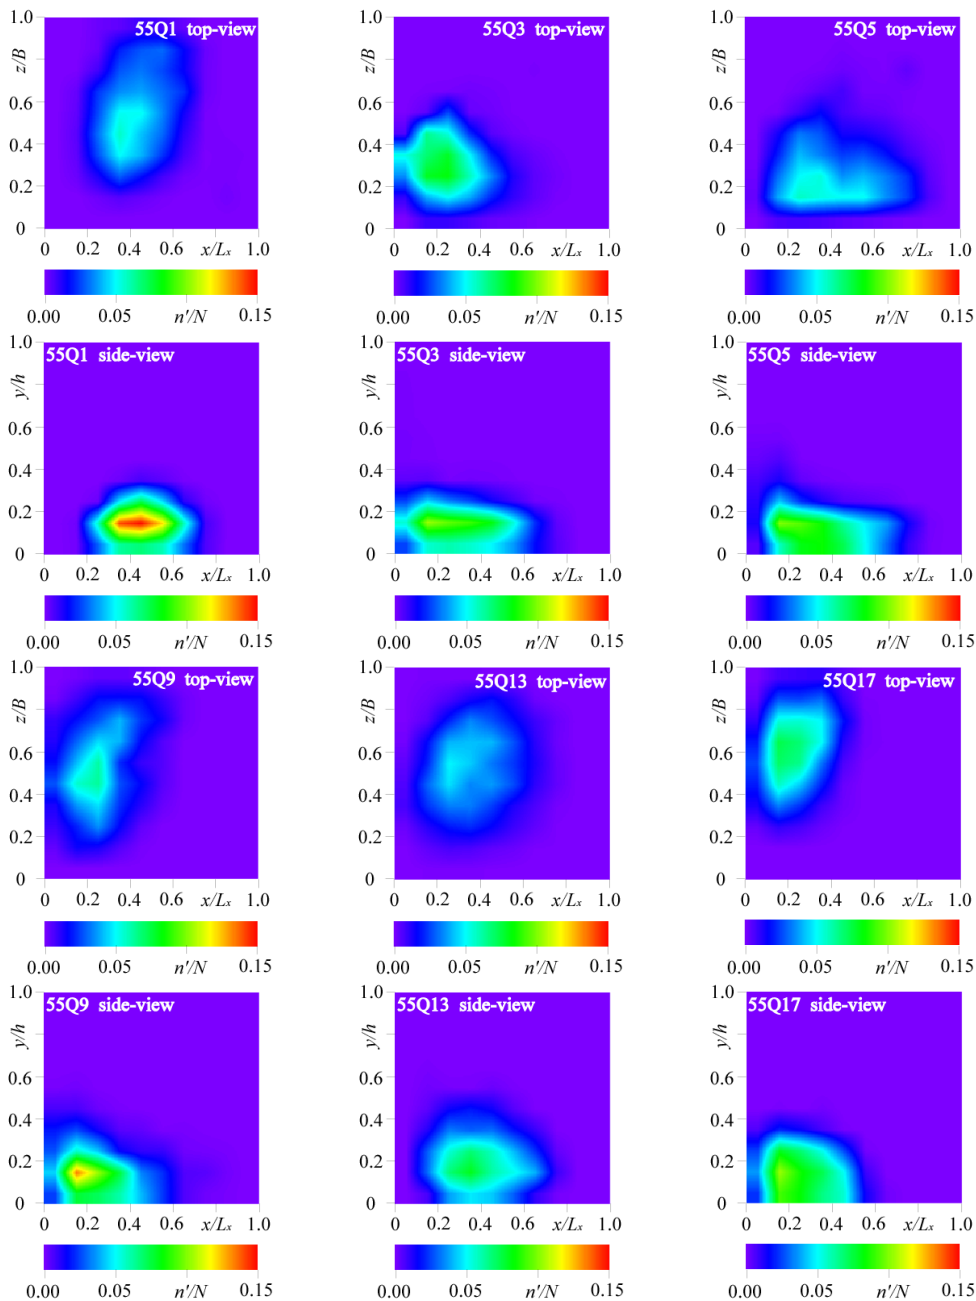 55Q1 top-view
z/B
1.0
0.6
0.4
0.2
0
0 0.2 0.4 0.6 x/Lx 1.0
0.00 0.05 n'/N 0.15
55Q3 top-view
z/B
1.0
0.6
0.4
0.2
0
0 0.2 0.4 0.6 x/Lx 1.0
0.00 0.05 n'/N 0.15
55Q5 top-view
z/B
1.0
0.6
0.4
0.2
0
0 0.2 0.4 0.6 x/Lx 1.0
0.00 0.05 n'/N 0.15
55Q1 side-view
y/h
1.0
0.6
0.4
0.2
0
0 0.2 0.4 0.6 x/Lx 1.0
0.00 0.05 n'/N 0.15
55Q3 side-view
y/h
1.0
0.6
0.4
0.2
0
0 0.2 0.4 0.6 x/Lx 1.0
0.00 0.05 n'/N 0.15
55Q5 side-view
y/h
1.0
0.6
0.4
0.2
0
0 0.2 0.4 0.6 x/Lx 1.0
0.00 0.05 n'/N 0.15
55Q9 top-view
z/B
1.0
0.6
0.4
0.2
0
0 0.2 0.4 0.6 x/Lx 1.0
0.00 0.05 n'/N 0.15
55Q13 top-view
z/B
1.0
0.6
0.4
0.2
0
0 0.2 0.4 0.6 x/Lx 1.0
0.00 0.05 n'/N 0.15
55Q17 top-view
z/B
1.0
0.6
0.4
0.2
0
0 0.2 0.4 0.6 x/Lx 1.0
0.00 0.05 n'/N 0.15
55Q9 side-view
y/h
1.0
0.6
0.4
0.2
0
0 0.2 0.4 0.6 x/Lx 1.0
0.00 0.05 n'/N 0.15
55Q13 side-view
y/h
1.0
0.6
0.4
0.2
0
0 0.2 0.4 0.6 x/Lx 1.0
0.00 0.05 n'/N 0.15
55Q17 side-view
y/h
1.0
0.6
0.4
0.2
0
0 0.2 0.4 0.6 x/Lx 1.0
0.00 0.05 n'/N 0.15